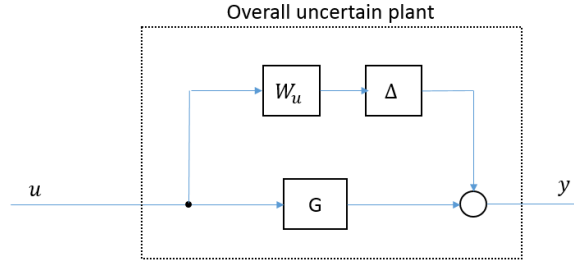 Overall uncertain plant
W_u
Δ
u
G
y